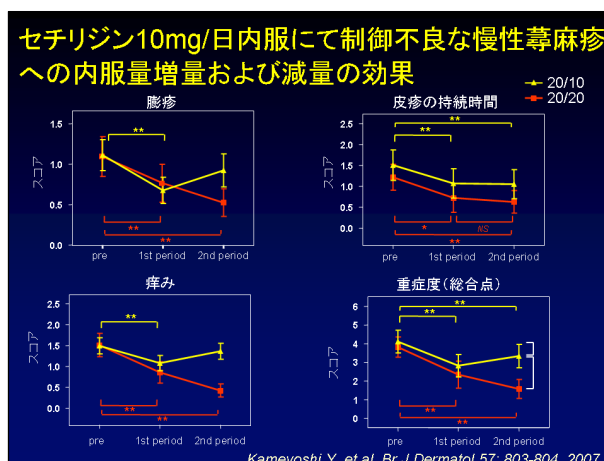 セチリジン10mg/日内服にて制御不良な慢性蕁麻疹
への内服量増量および減量の効果
20/10
20/20
膨疹
スコア
1.5
1.0
0.5
0.0
**
**
**
pre
1st period
2nd period
皮疹の持続時間
スコア
2.5
2.0
1.5
1.0
0.5
0.0
**
**
*
NS
**
pre
1st period
2nd period
痒み
スコア
2.5
2.0
1.5
1.0
0.5
0.0
**
**
**
pre
1st period
2nd period
重症度（総合点）
スコア
6
5
4
3
2
1
0
**
**
**
**
pre
1st period
2nd period
Kameyoshi Y, et al. Br J Dermatol 57: 803-804, 2007